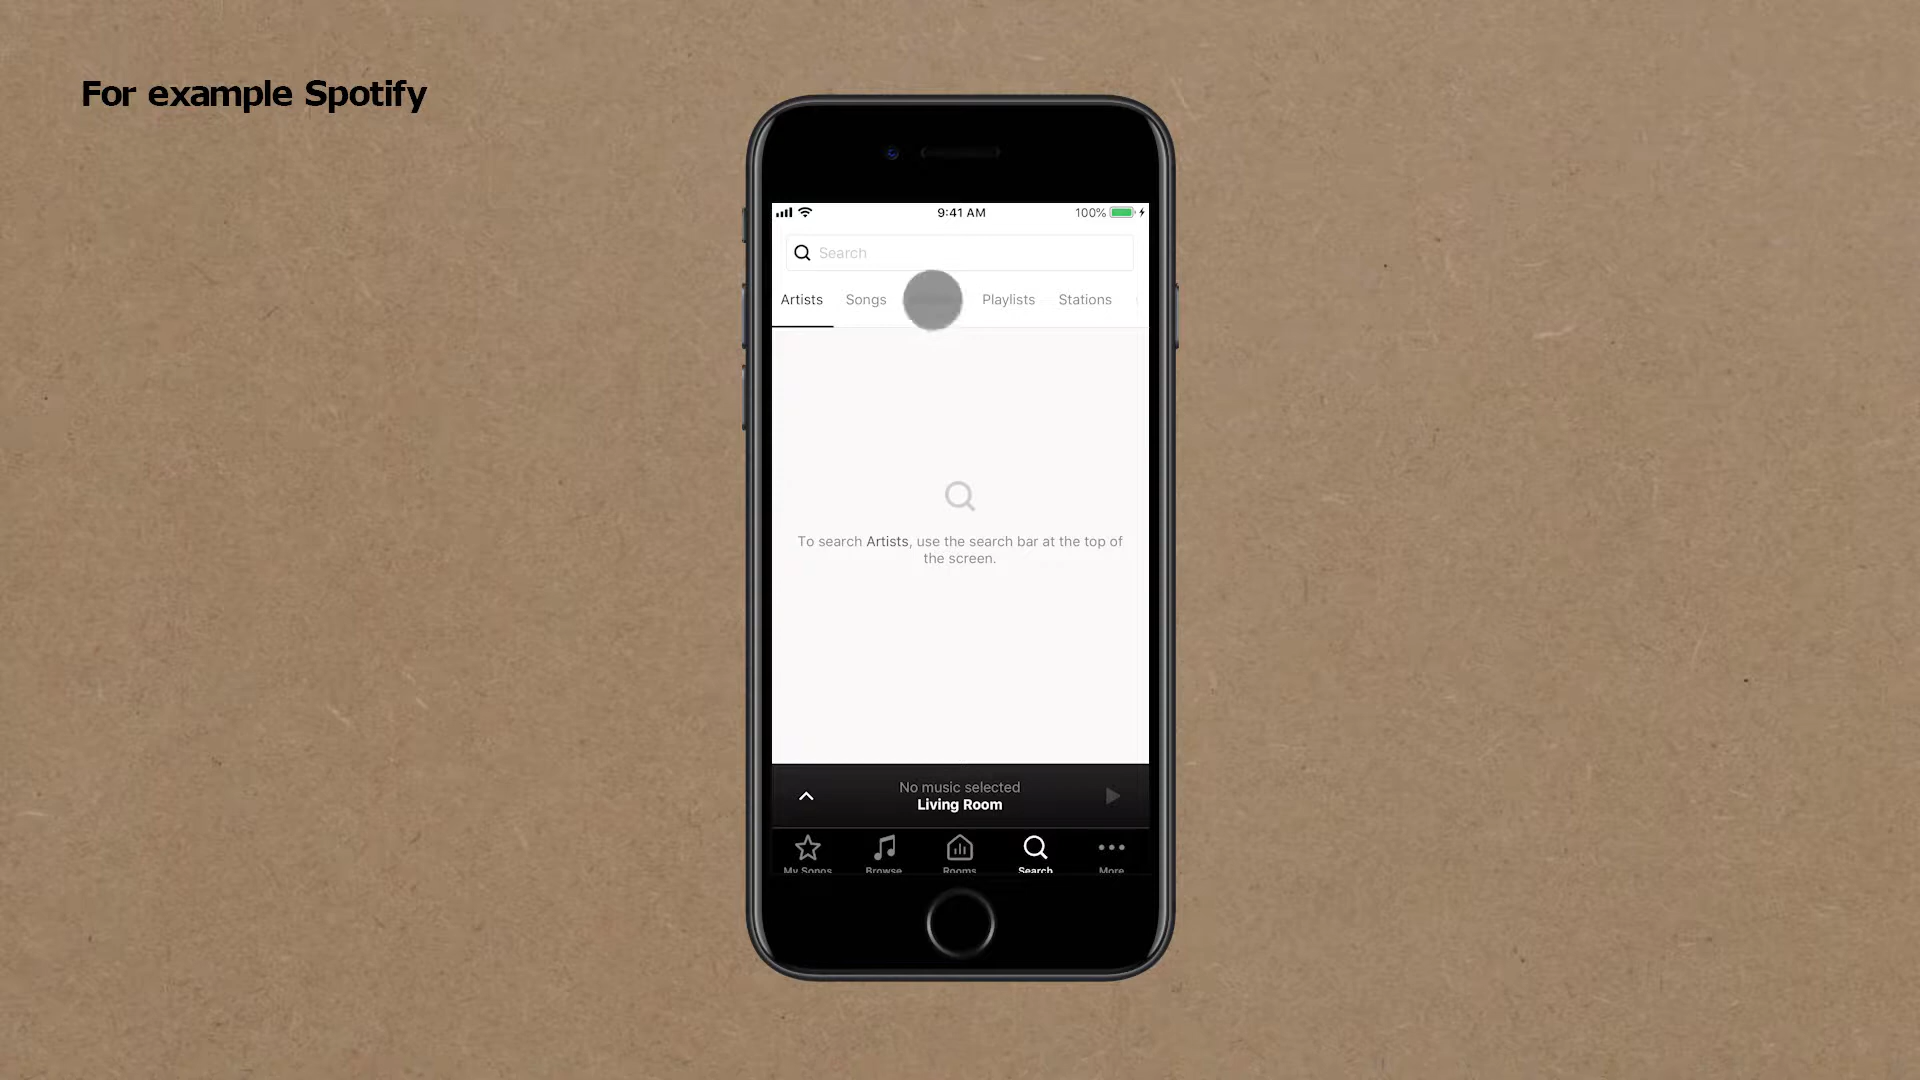 For example Spotify
9:41 AM
100%
Search
Artists Songs Playlists Stations
To search Artists, use the search bar at the top of
the screen.
No music selected
Living Room
My Songs Browse Rooms Search More